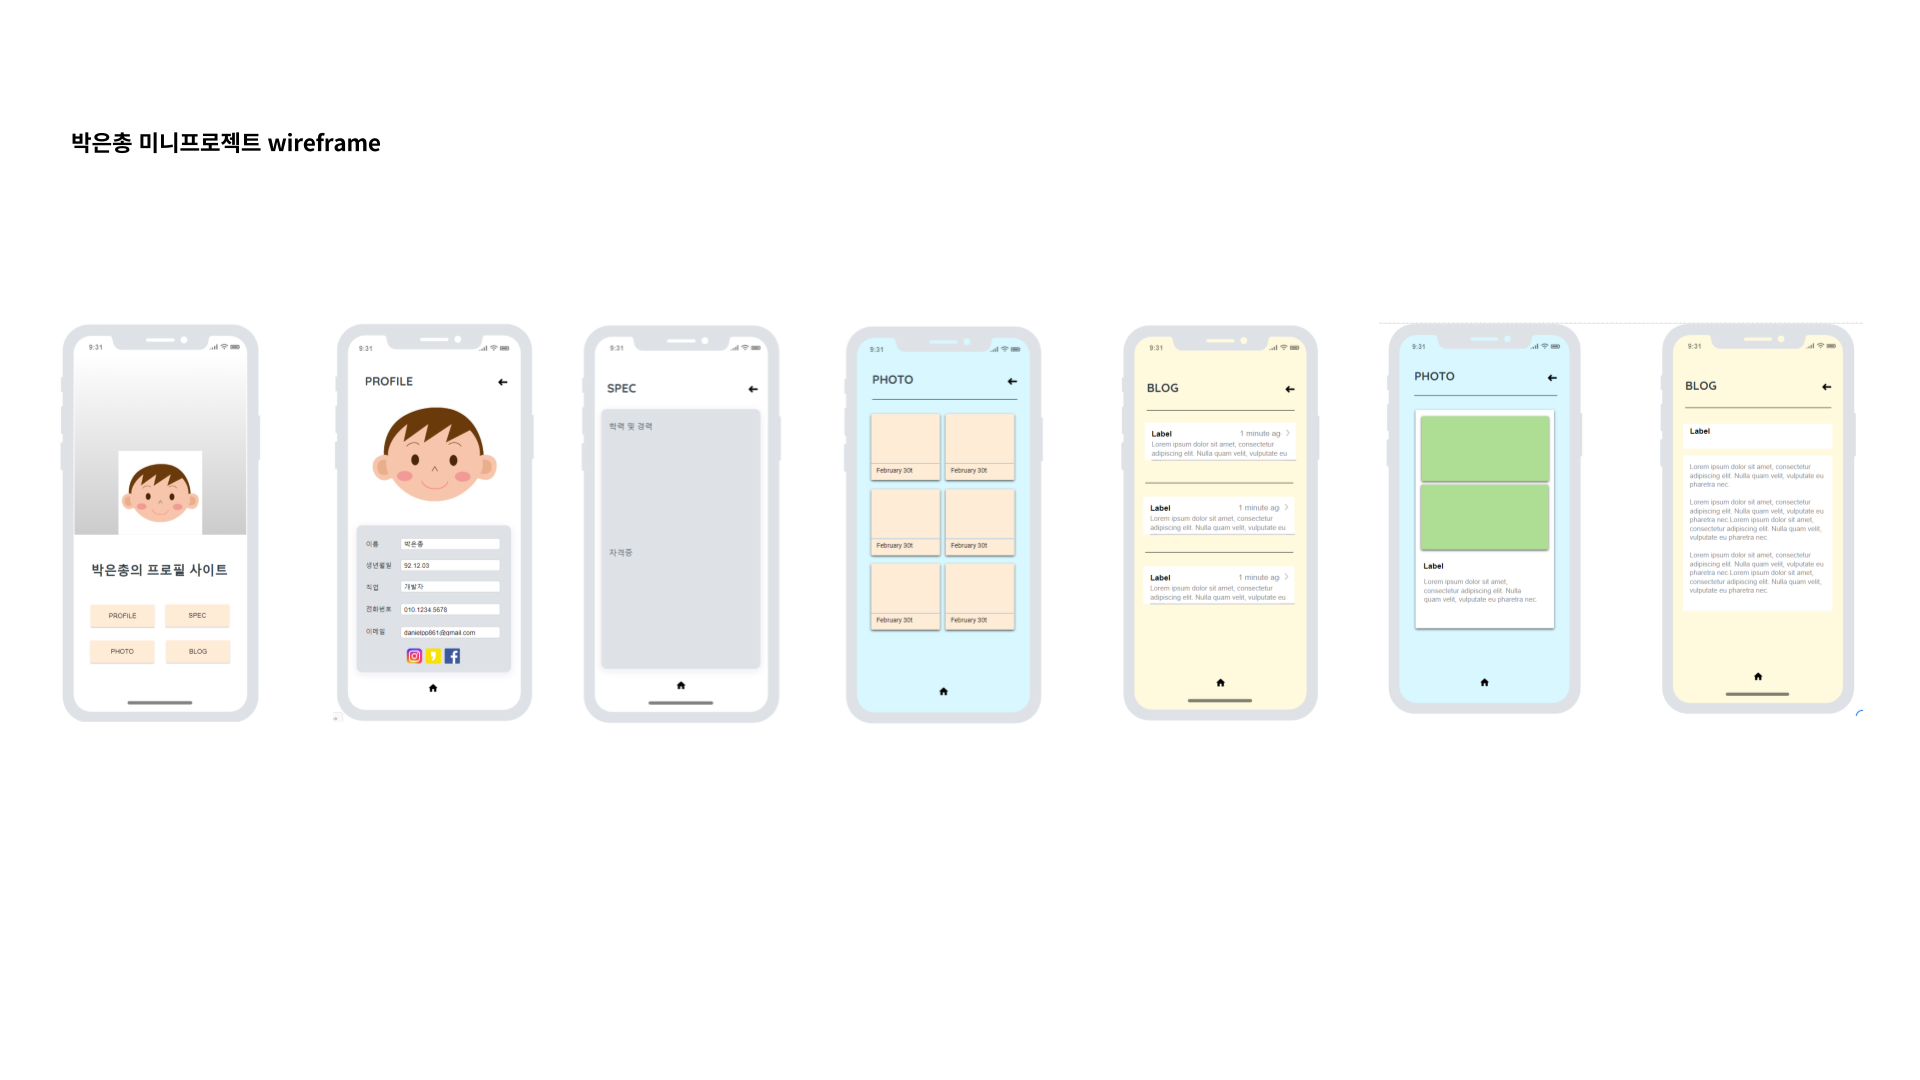 박은총 미니프로젝트 wireframe
9:31
박은총의 프로필 사이트
PROFILE
SPEC
PHOTO
BLOG
9:31
PROFILE
이름
박은총
생년월일
92.12.03
직업
개발자
전화번호
010.1234.5678
이메일
danielpp861@gmail.com
9:31
SPEC
학력 및 경력
자격증
9:31
PHOTO
February 30t
February 30t
February 30t
February 30t
February 30t
February 30t
9:31
BLOG
Label
1 minute ag
Lorem ipsum dolor sit amet, consectetur
adipiscing elit. Nulla quam velit, vulputate eu
Label
1 minute ag
Lorem ipsum dolor sit amet, consectetur
adipiscing elit. Nulla quam velit, vulputate eu
Label
1 minute ag
Lorem ipsum dolor sit amet, consectetur
adipiscing elit. Nulla quam velit, vulputate eu
9:31
PHOTO
Label
Lorem ipsum dolor sit amet,
consectetur adipiscing elit. Nulla
quam velit, vulputate eu pharetra nec.
9:31
BLOG
Label
Lorem ipsum dolor sit amet, consectetur
adipiscing elit. Nulla quam velit, vulputate eu
pharetra nec.
Lorem ipsum dolor sit amet, consectetur
adipiscing elit. Nulla quam velit, vulputate eu
pharetra nec.Lorem ipsum dolor sit amet,
consectetur adipiscing elit. Nulla quam velit,
vulputate eu pharetra nec.
Lorem ipsum dolor sit amet, consectetur
adipiscing elit. Nulla quam velit, vulputate eu
pharetra nec.Lorem ipsum dolor sit amet,
consectetur adipiscing elit. Nulla quam velit,
vulputate eu pharetra nec.